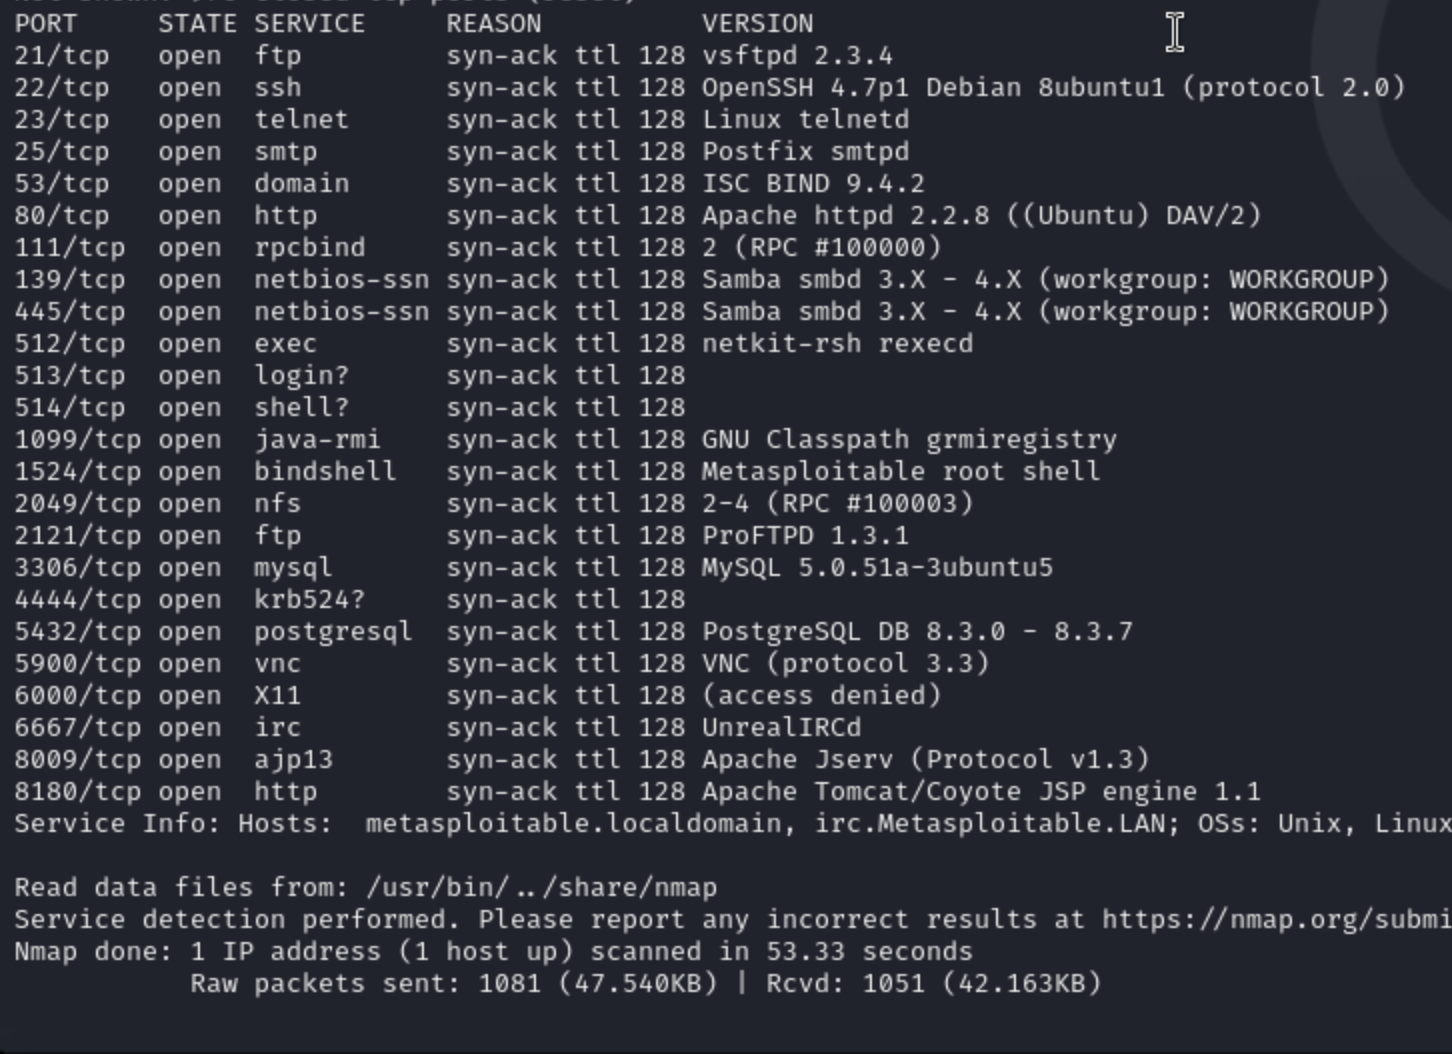 PORT     STATE SERVICE     REASON          VERSION
21/tcp   open  ftp         syn-ack ttl 128 vsftpd 2.3.4
22/tcp   open  ssh         syn-ack ttl 128 OpenSSH 4.7p1 Debian 8ubuntu1 (protocol 2.0)
23/tcp   open  telnet      syn-ack ttl 128 Linux telnetd
25/tcp   open  smtp        syn-ack ttl 128 Postfix smtpd
53/tcp   open  domain      syn-ack ttl 128 ISC BIND 9.4.2
80/tcp   open  http        syn-ack ttl 128 Apache httpd 2.2.8 ((Ubuntu) DAV/2)
111/tcp  open  rpcbind     syn-ack ttl 128 2 (RPC #100000)
139/tcp  open  netbios-ssn syn-ack ttl 128 Samba smbd 3.X - 4.X (workgroup: WORKGROUP)
445/tcp  open  netbios-ssn syn-ack ttl 128 Samba smbd 3.X - 4.X (workgroup: WORKGROUP)
512/tcp  open  exec        syn-ack ttl 128 netkit-rsh rexecd
513/tcp  open  login?      syn-ack ttl 128
514/tcp  open  shell?      syn-ack ttl 128
1099/tcp open  java-rmi    syn-ack ttl 128 GNU Classpath grmiregistry
1524/tcp open  bindshell   syn-ack ttl 128 Metasploitable root shell
2049/tcp open  nfs         syn-ack ttl 128 2-4 (RPC #100003)
2121/tcp open  ftp         syn-ack ttl 128 ProFTPD 1.3.1
3306/tcp open  mysql       syn-ack ttl 128 MySQL 5.0.51a-3ubuntu5
4444/tcp open  krb524?     syn-ack ttl 128
5432/tcp open  postgresql  syn-ack ttl 128 PostgreSQL DB 8.3.0 - 8.3.7
5900/tcp open  vnc         syn-ack ttl 128 VNC (protocol 3.3)
6000/tcp open  X11         syn-ack ttl 128 (access denied)
6667/tcp open  irc         syn-ack ttl 128 UnrealIRCd
8009/tcp open  ajp13       syn-ack ttl 128 Apache Jserv (Protocol v1.3)
8180/tcp open  http        syn-ack ttl 128 Apache Tomcat/Coyote JSP engine 1.1
Service Info: Hosts:  metasploitable.localdomain, irc.Metasploitable.LAN; OSs: Unix, Linux
Read data files from: /usr/bin/../share/nmap
Service detection performed. Please report any incorrect results at https://nmap.org/submi
Nmap done: 1 IP address (1 host up) scanned in 53.33 seconds
Raw packets sent: 1081 (47.540KB) | Rcvd: 1051 (42.163KB)